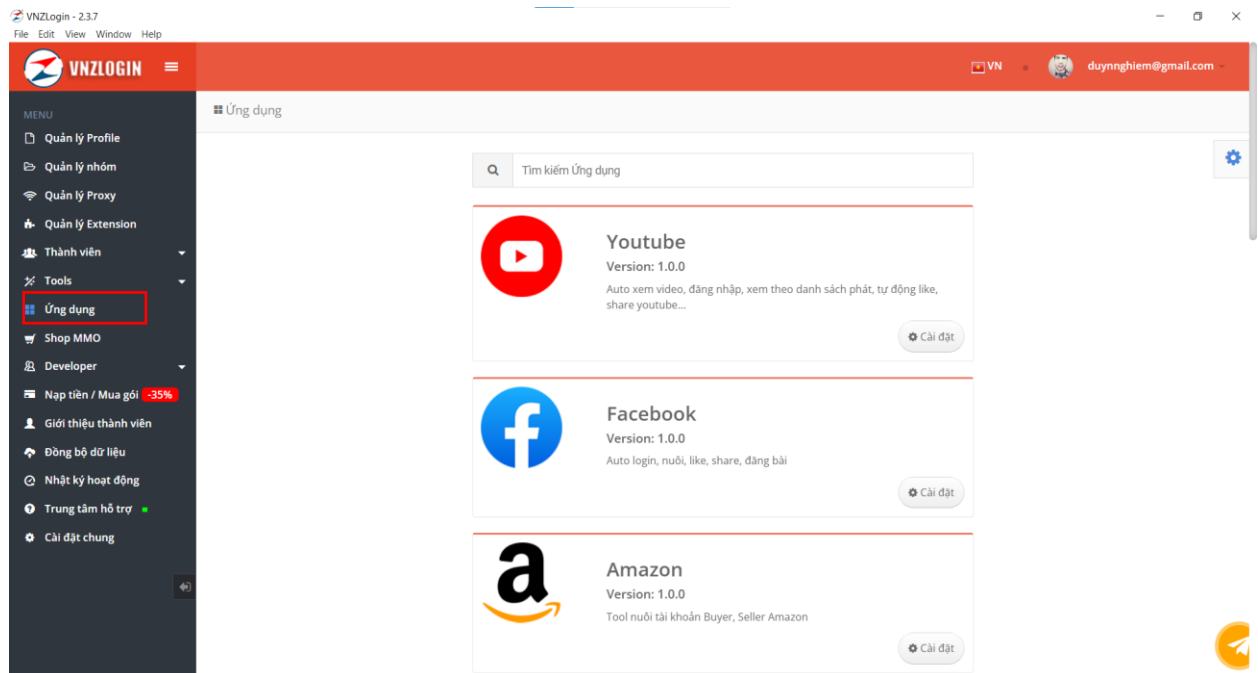 VNZLogin - 2.3.7
File Edit View Window Help
VNZLOGIN
VN
duynnghiem@gmail.com
MENU
Quản lý Profile
Quản lý nhóm
Quản lý Proxy
Quản lý Extension
Thành viên
Tools
Ứng dụng
Shop MMO
Developer
Nạp tiền / Mua gói -35%
Giới thiệu thành viên
Đồng bộ dữ liệu
Nhật ký hoạt động
Trung tâm hỗ trợ
Cài đặt chung
Ứng dụng
Tìm kiếm Ứng dụng
Youtube
Version: 1.0.0
Auto xem video, đăng nhập, xem theo danh sách phát, tự động like,
share youtube...
Cài đặt
Facebook
Version: 1.0.0
Auto login, nuôi, like, share, đăng bài
Cài đặt
Amazon
Version: 1.0.0
Tool nuôi tài khoản Buyer, Seller Amazon
Cài đặt